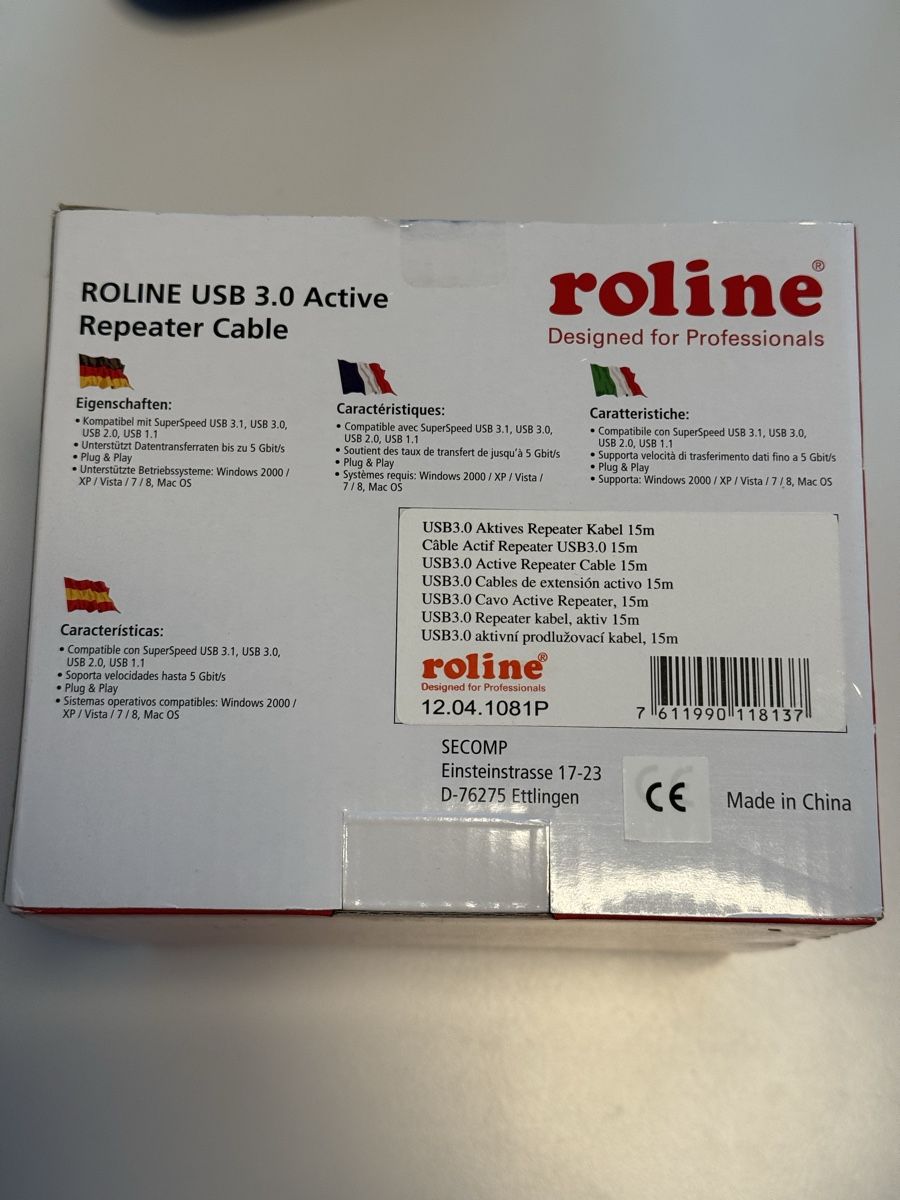 ROLINE USB 3.0 Active
Repeater Cable
roline®
Designed for Professionals
Eigenschaften:
• Kompatibel mit SuperSpeed USB 3.1, USB 3.0,
USB 2.0, USB 1.1
• Unterstützt Datentransferraten bis zu 5 Gbit/s
• Plug & Play
• Unterstützte Betriebssysteme: Windows 2000 /
XP / Vista / 7 / 8, Mac OS
Caractéristiques:
• Compatible avec SuperSpeed USB 3.1, USB 3.0,
USB 2.0, USB 1.1
• Soutient des taux de transfert de jusqu'à 5 Gbit/s
• Plug & Play
• Systèmes requis: Windows 2000 / XP / Vista /
7 / 8, Mac OS
Caratteristiche:
• Compatibile con SuperSpeed USB 3.1, USB 3.0,
USB 2.0, USB 1.1
• Supporta velocità di trasferimento dati fino a 5 Gbit/s
• Plug & Play
• Supporta: Windows 2000 / XP / Vista / 7 / 8, Mac OS
Características:
• Compatible con SuperSpeed USB 3.1, USB 3.0,
USB 2.0, USB 1.1
• Soporta velocidades hasta 5 Gbit/s
• Plug & Play
• Sistemas operativos compatibles: Windows 2000 /
XP / Vista / 7 / 8, Mac OS
USB3.0 Aktives Repeater Kabel 15m
Câble Actif Repeater USB3.0 15m
USB3.0 Active Repeater Cable 15m
USB3.0 Cables de extensión activo 15m
USB3.0 Cavo Active Repeater, 15m
USB3.0 Repeater kabel, aktiv 15m
USB3.0 aktivní prodlužovací kabel, 15m
roline®
Designed for Professionals
12.04.1081P
7 611990 118137
SECOMP
Einsteinstrasse 17-23
D-76275 Ettlingen
CE
Made in China